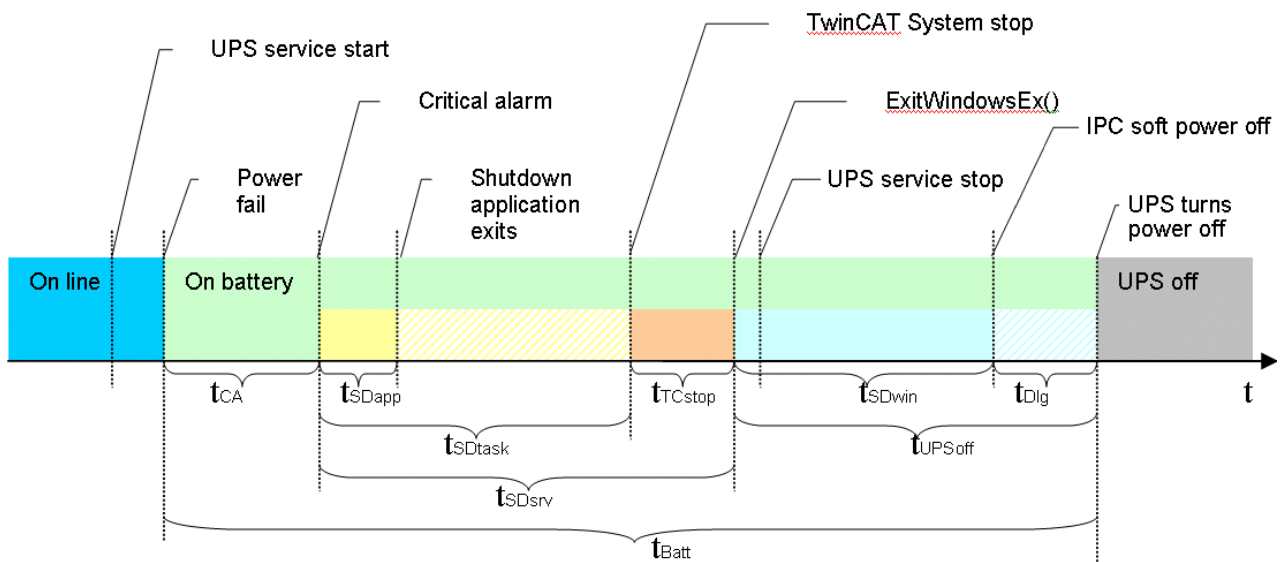 TwinCAT System stop
UPS service start
Critical alarm
ExitWindowsEx()
IPC soft power off
Power
fail
Shutdown
application
exits
UPS service stop
UPS turns
power off
On line
On battery
UPS off
tCA
tSDapp
tTCstop
tSDwin
tDlg
t
tSDtask
tUPSoff
tSDsrv
tBatt